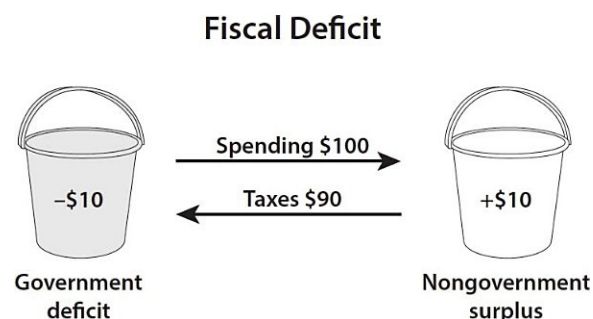 Fiscal Deficit
Spending $100
–$10
Taxes $90
+$10
Government
deficit
Nongovernment
surplus